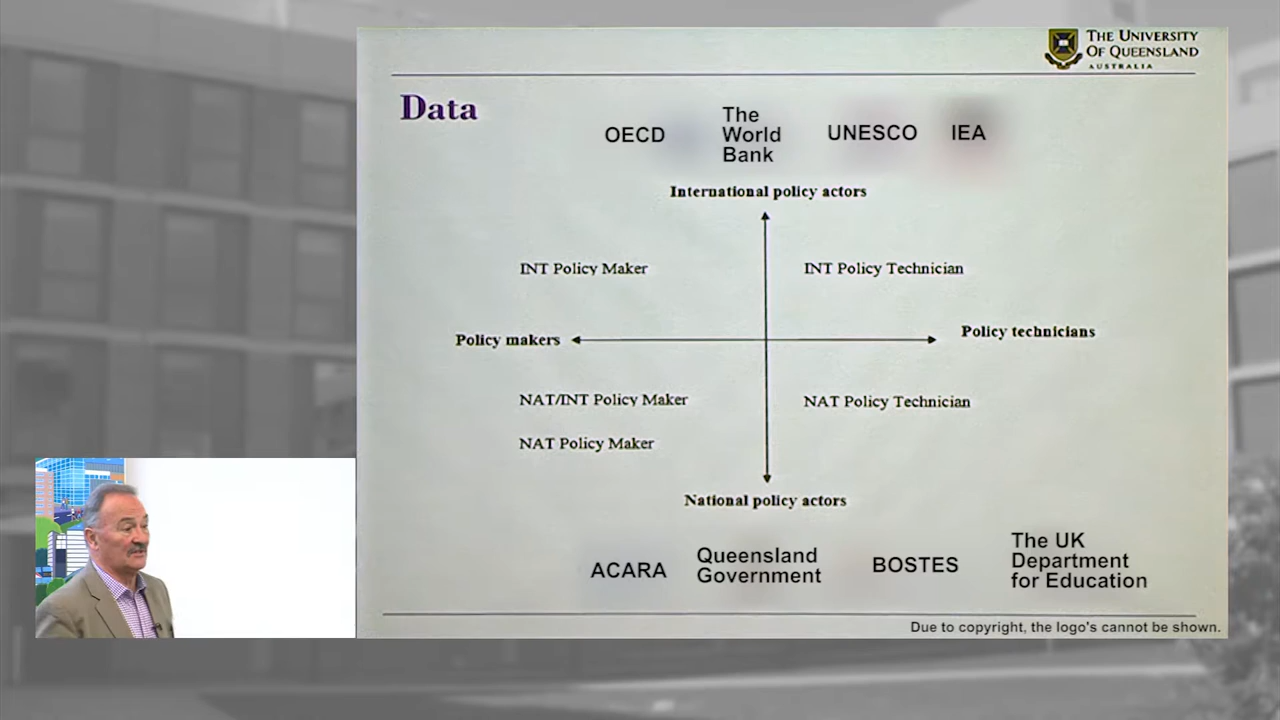 THE UNIVERSITY
OF QUEENSLAND
AUSTRALIA
Data
OECD
The
World
Bank
UNESCO
IEA
International policy actors
INT Policy Maker
INT Policy Technician
Policy makers
Policy technicians
NAT/INT Policy Maker
NAT Policy Technician
NAT Policy Maker
National policy actors
ACARA
Queensland
Government
BOSTES
The UK
Department
for Education
Due to copyright, the logo's cannot be shown.